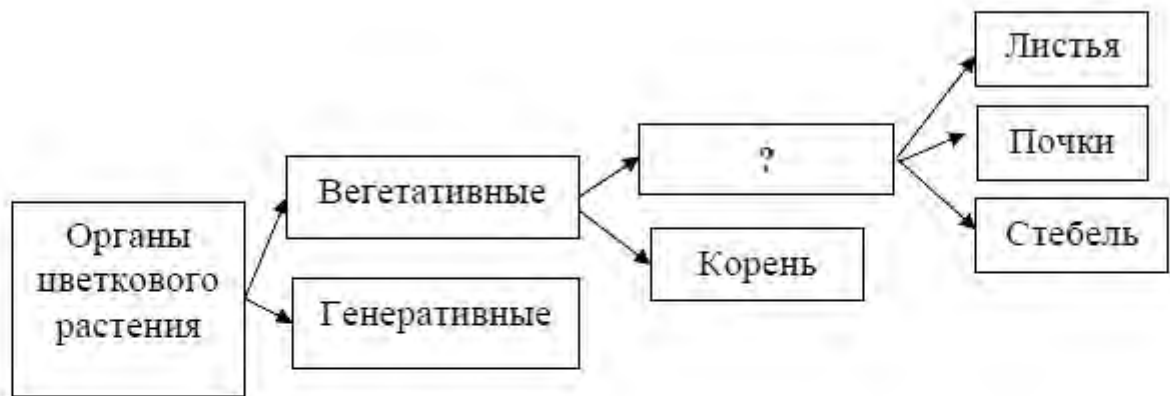 Органы
цветкового
растения
Вегетативные
Генеративные
?
Корень
Листья
Почки
Стебель